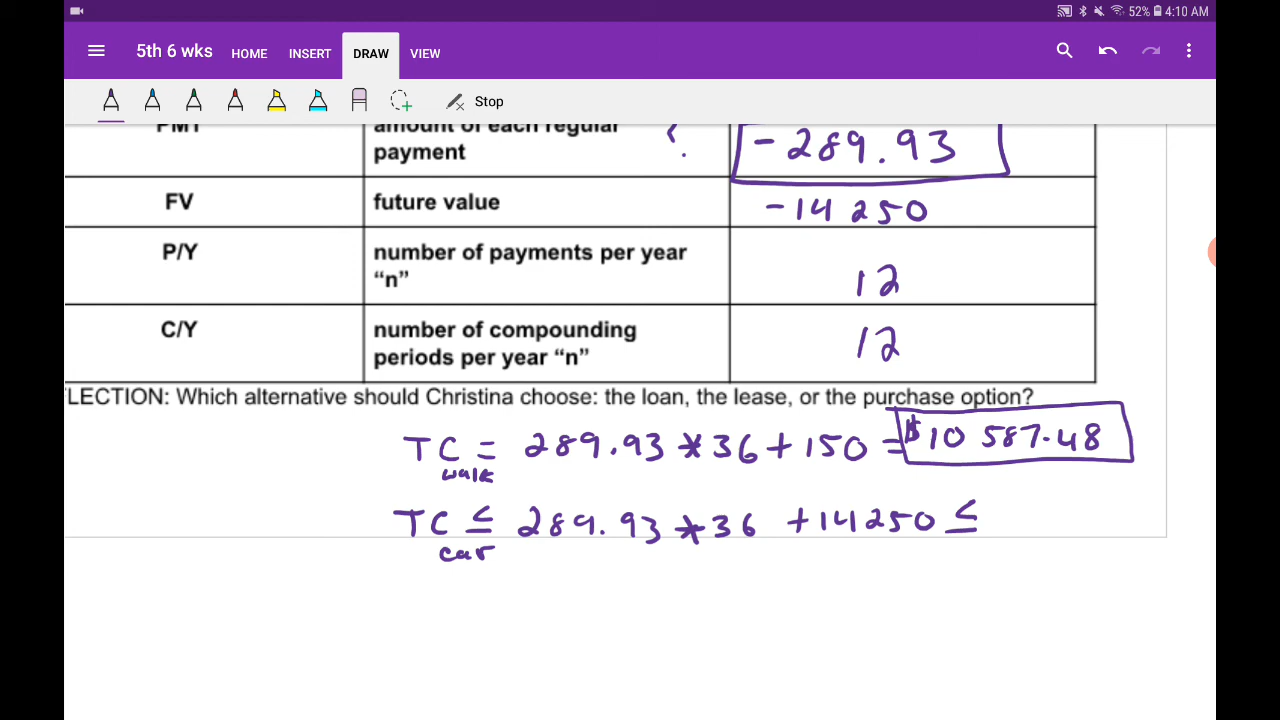 52% 4:10 AM
5th 6 wks HOME INSERT DRAW VIEW
Stop
PMT amount of each regular payment ? -289.93
FV future value -14 250
P/Y number of payments per year “n” 12
C/Y number of compounding periods per year “n” 12
LECTION: Which alternative should Christina choose: the loan, the lease, or the purchase option?
TC walk = 289.93 * 36 + 150 = $10 587.48
TC car ≤ 289.93 * 36 + 14250 ≤